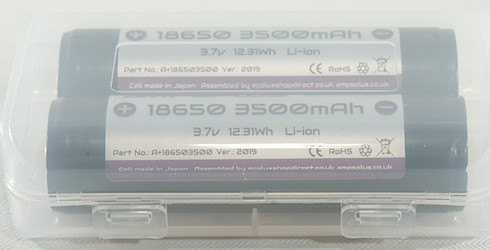 + 18650 3500mAh -
3.7v 12.31Wh Li-ion
Part No.: A+186503500 Ver.: 2019 CE RoHS
Cell made in Japan Assembled by ecoluxshopdirect.co.uk ampsplus.co.uk
+ 18650 3500mAh -
3.7v 12.31Wh Li-ion
Part No.: A+186503500 Ver.: 2019 CE RoHS
Cell made in Japan Assembled by ecoluxshopdirect.co.uk ampsplus.co.uk